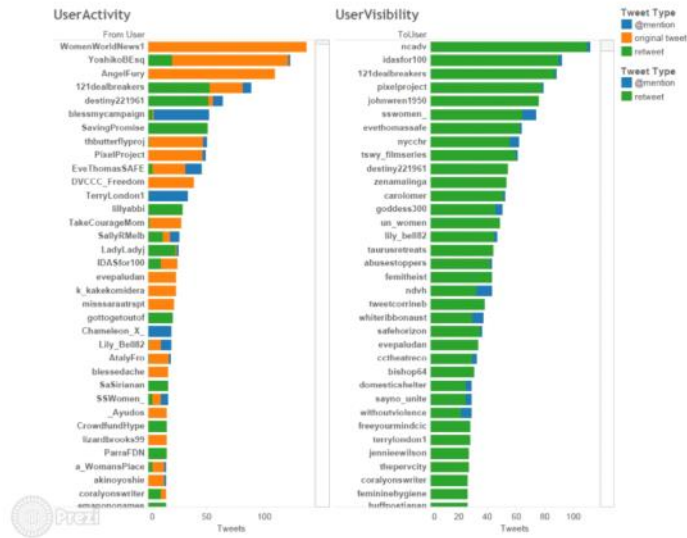 UserActivity
From User
WomenWorldNews1
YoshikoBEsq
AngelFury
121dealbreakers
destiny221961
blessmycampaign
SavingPromise
thbutterflyproj
PixelProject
EveThomasSAFE
DVCCC_Freedom
TerryLondon1
lillyabbi
TakeCourageMom
SallyRMelb
LadyLadyj
IDASfor100
evepaludan
k_kakekomidera
misssaraatrspt
gottogetoutof
Chameleon_X_
Lily_Bell82
AtalyFro
blessedache
SaSirianan
SSWomen_
_Ayudos
CrowdfundHype
lizardbrooks99
ParraFDN
a_WomansPlace
akinoyoshie
coralyonswriter
0 50 100
Tweets
UserVisibility
ToUser
ncadv
idasfor100
121dealbreakers
pixelproject
johnwren1950
sswomen_
evethomassafe
nycchr
tswy_filmseries
destiny221961
zenamalinga
carolomer
goddess300
un_women
lily_bell82
taurusretreats
abusestoppers
femitheist
ndvh
tweetcorrineb
whiteribbonaust
safehorizon
evepaludan
cctheatreco
bishop64
domesticshelter
sayno_unite
withoutviolence
freeyourmindcic
terrylondon1
jennieewilson
thepervcity
coralyonswriter
femininehygiene
0 20 40 60 80 100
Tweets
Tweet Type
@mention
original tweet
retweet
Tweet Type
@mention
retweet
Prezi